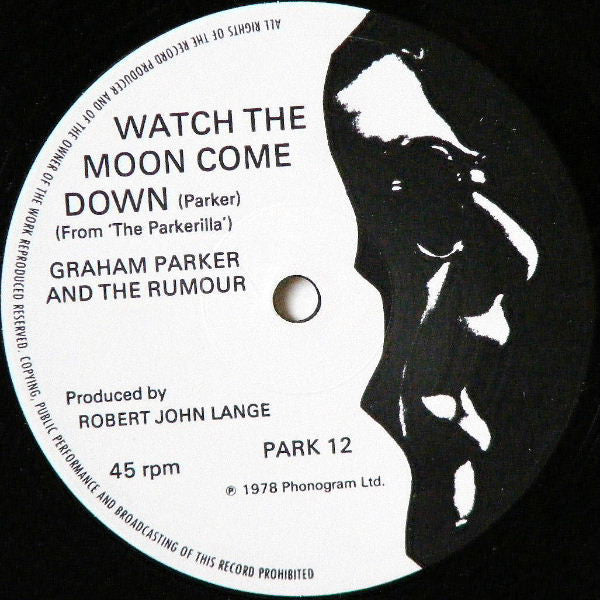 WATCH THE
MOON COME
DOWN (Parker)
(From 'The Parkerilla')
GRAHAM PARKER
AND THE RUMOUR
Produced by
ROBERT JOHN LANGE
PARK 12
45 rpm
℗ 1978 Phonogram Ltd.
ALL RIGHTS OF THE RECORD PRODUCER AND OF THE OWNER OF THE WORK REPRODUCED RESERVED. COPYING, PUBLIC PERFORMANCE AND BROADCASTING OF THIS RECORD PROHIBITED